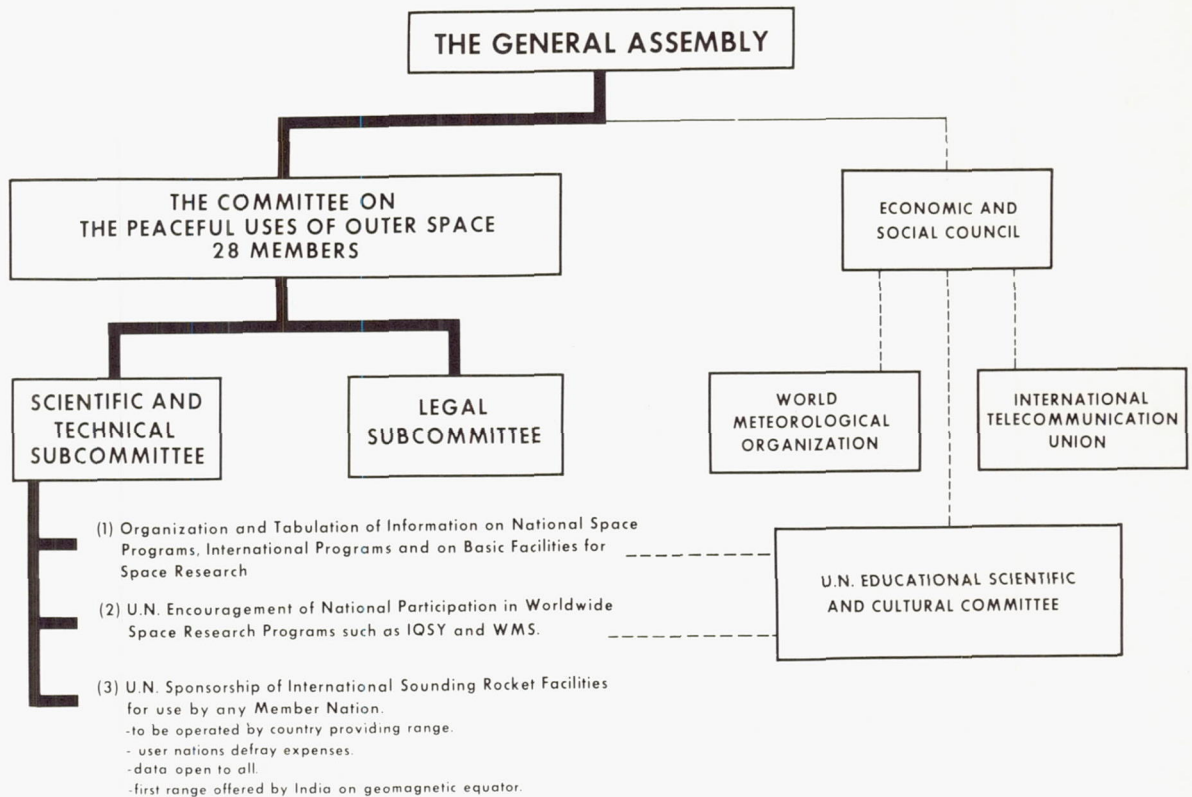 THE GENERAL ASSEMBLY
THE COMMITTEE ON
THE PEACEFUL USES OF OUTER SPACE
28 MEMBERS
ECONOMIC AND
SOCIAL COUNCIL
SCIENTIFIC AND
TECHNICAL
SUBCOMMITTEE
LEGAL
SUBCOMMITTEE
WORLD
METEOROLOGICAL
ORGANIZATION
INTERNATIONAL
TELECOMMUNICATION
UNION
(1) Organization and Tabulation of Information on National Space
Programs, International Programs and on Basic Facilities for
Space Research
(2) U.N. Encouragement of National Participation in Worldwide
Space Research Programs such as IQSY and WMS.
(3) U.N. Sponsorship of International Sounding Rocket Facilities
for use by any Member Nation.
-to be operated by country providing range.
- user nations defray expenses.
-data open to all.
-first range offered by India on geomagnetic equator.
U.N. EDUCATIONAL SCIENTIFIC
AND CULTURAL COMMITTEE